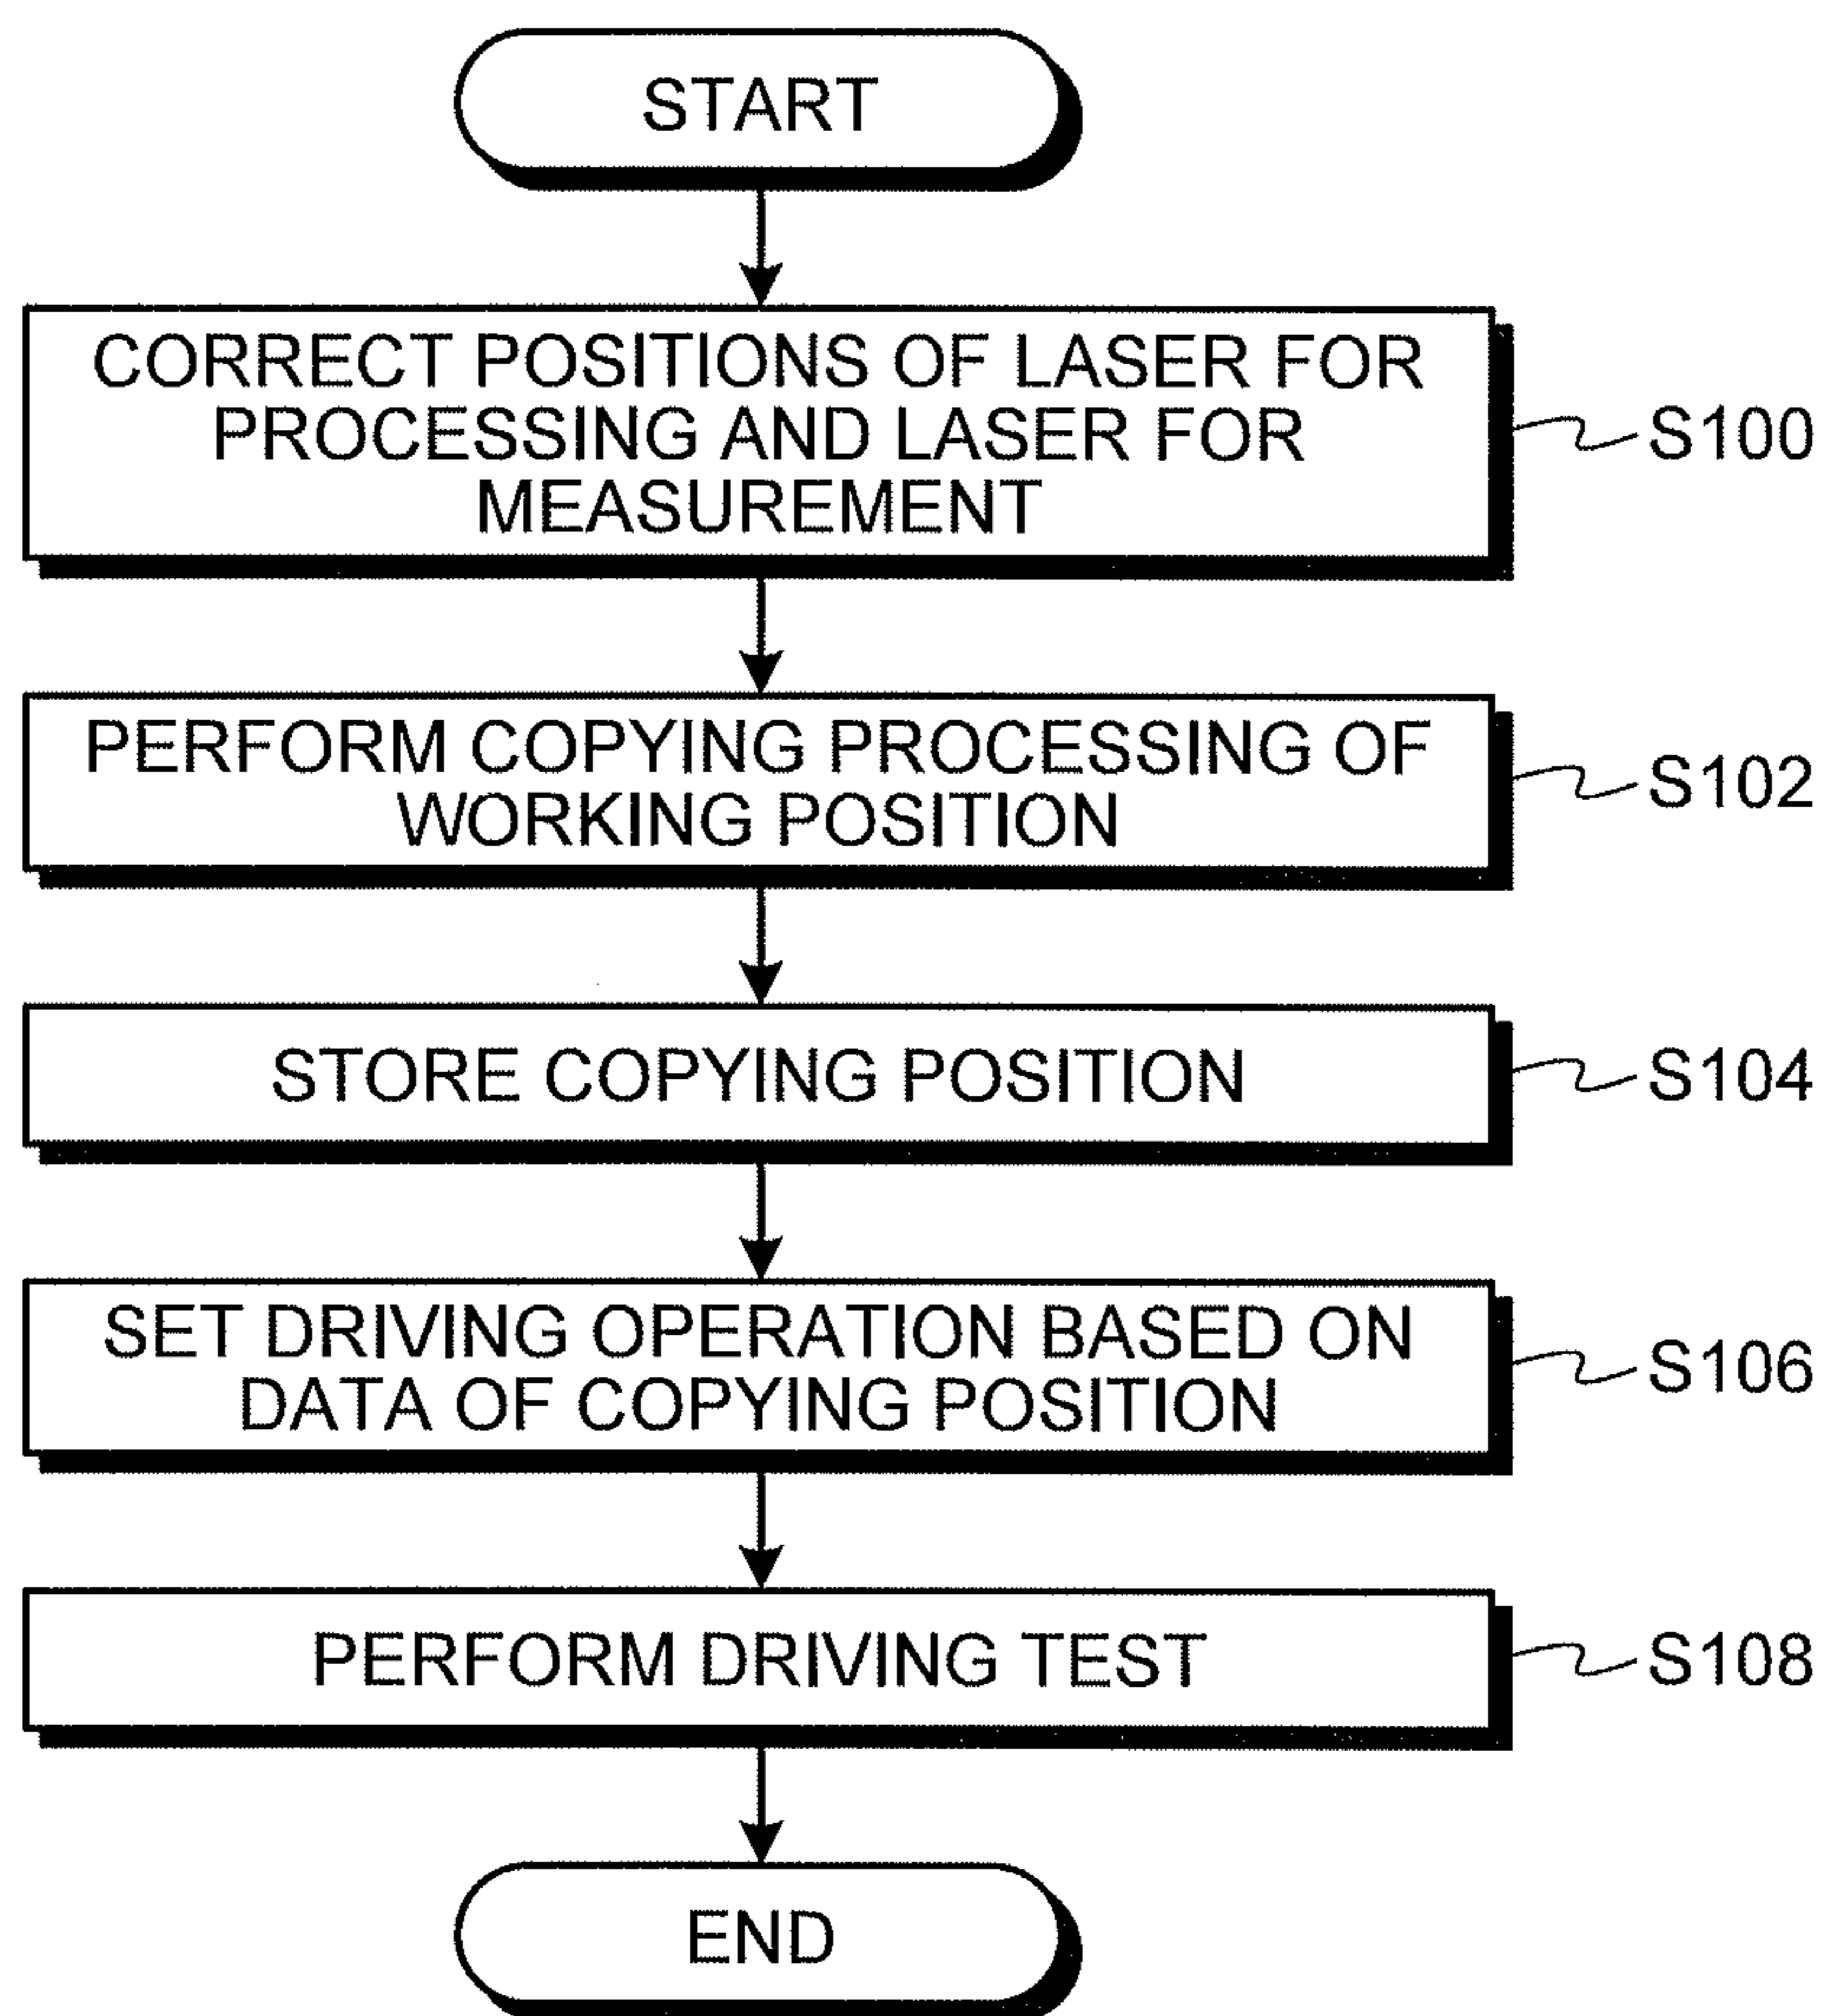 START
CORRECT POSITIONS OF LASER FOR
PROCESSING AND LASER FOR
MEASUREMENT
S100
PERFORM COPYING PROCESSING OF
WORKING POSITION
S102
STORE COPYING POSITION
S104
SET DRIVING OPERATION BASED ON
DATA OF COPYING POSITION
S106
PERFORM DRIVING TEST
S108
END